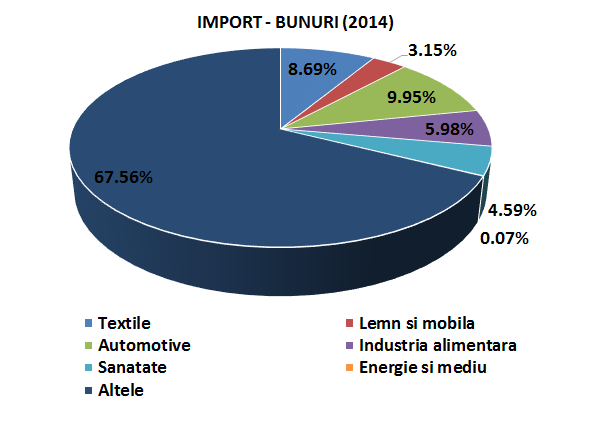 IMPORT - BUNURI (2014)
8.69%
3.15%
9.95%
5.98%
67.56%
4.59%
0.07%
Textile
Lemn si mobila
Automotive
Industria alimentara
Sanatate
Energie si mediu
Altele